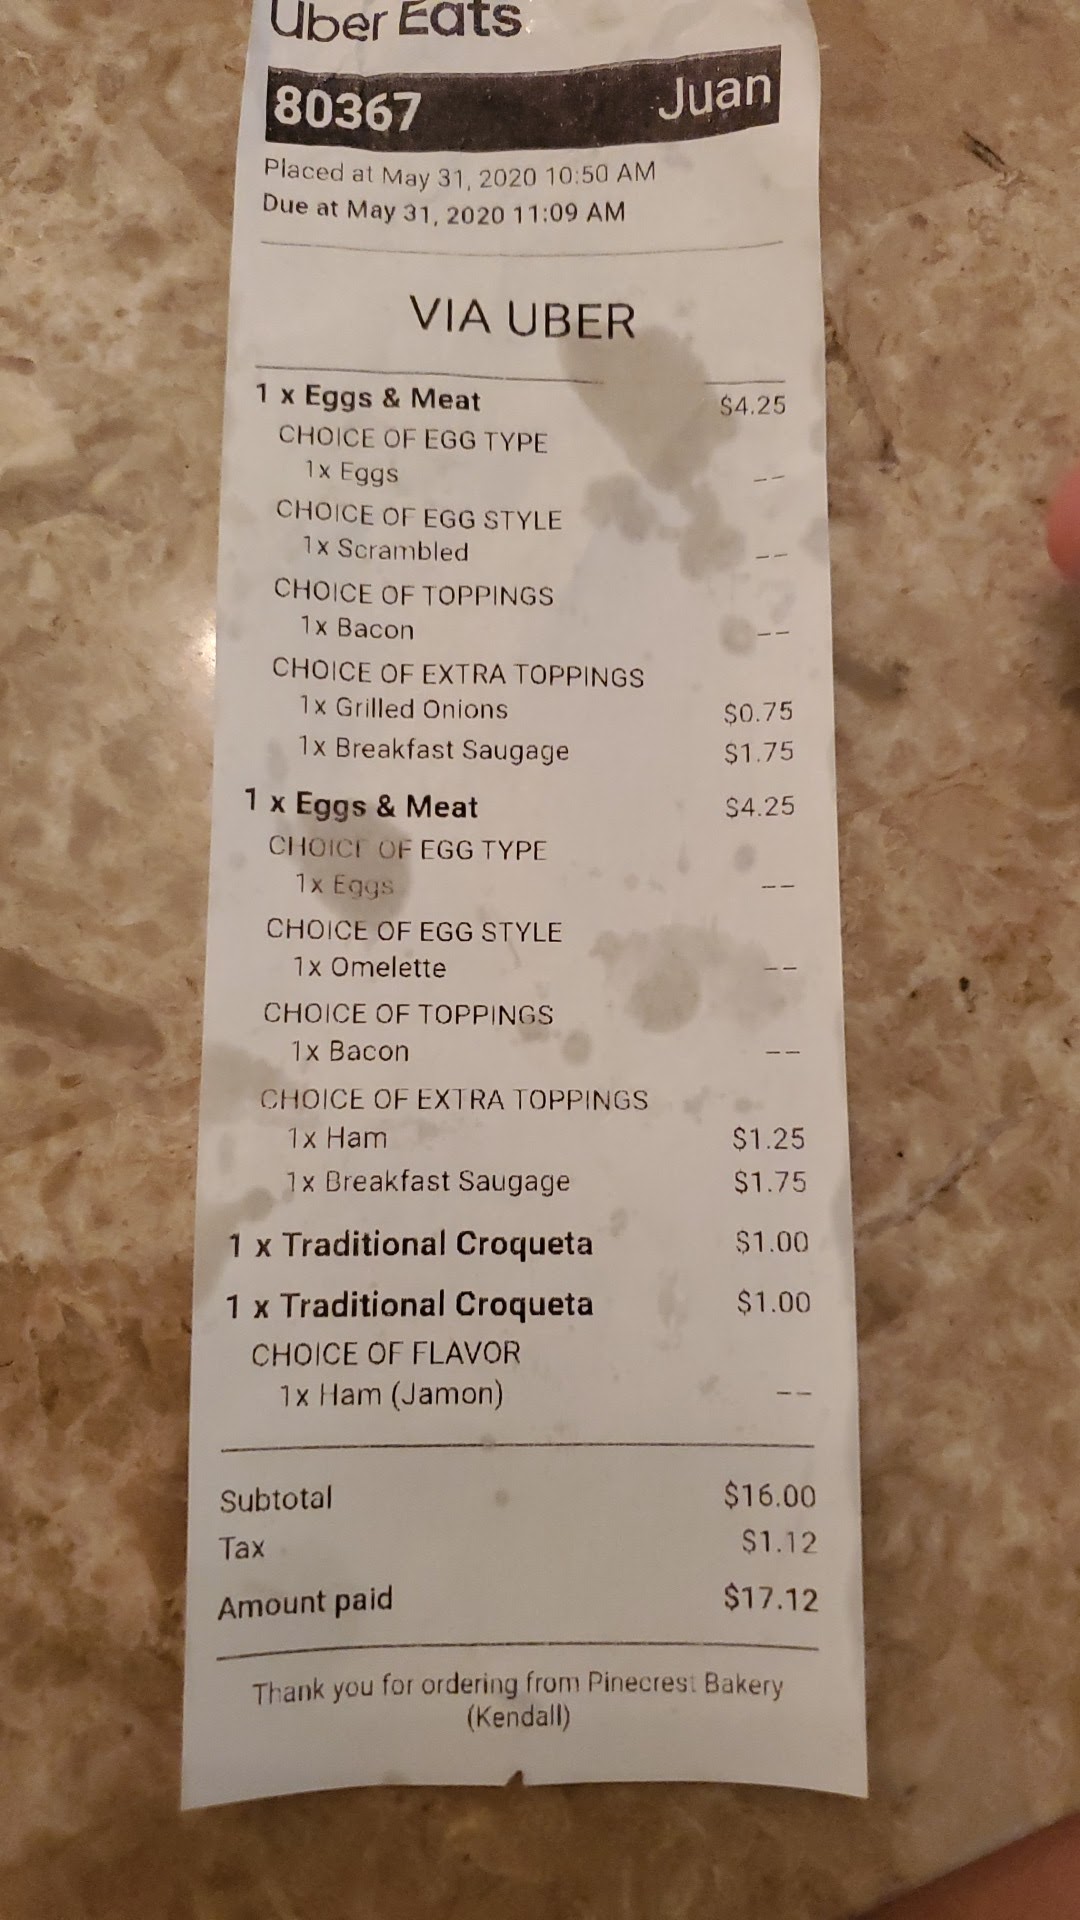 Uber Eats
80367 Juan
Placed at May 31, 2020 10:50 AM
Due at May 31, 2020 11:09 AM
VIA UBER
1 x Eggs & Meat $4.25
CHOICE OF EGG TYPE
1x Eggs --
CHOICE OF EGG STYLE
1x Scrambled --
CHOICE OF TOPPINGS
1x Bacon --
CHOICE OF EXTRA TOPPINGS
1x Grilled Onions $0.75
1x Breakfast Saugage $1.75
1 x Eggs & Meat $4.25
CHOICE OF EGG TYPE
1x Eggs --
CHOICE OF EGG STYLE
1x Omelette --
CHOICE OF TOPPINGS
1x Bacon --
CHOICE OF EXTRA TOPPINGS
1x Ham $1.25
1x Breakfast Saugage $1.75
1 x Traditional Croqueta $1.00
1 x Traditional Croqueta $1.00
CHOICE OF FLAVOR
1x Ham (Jamon) --
Subtotal $16.00
Tax $1.12
Amount paid $17.12
Thank you for ordering from Pinecrest Bakery
(Kendall)